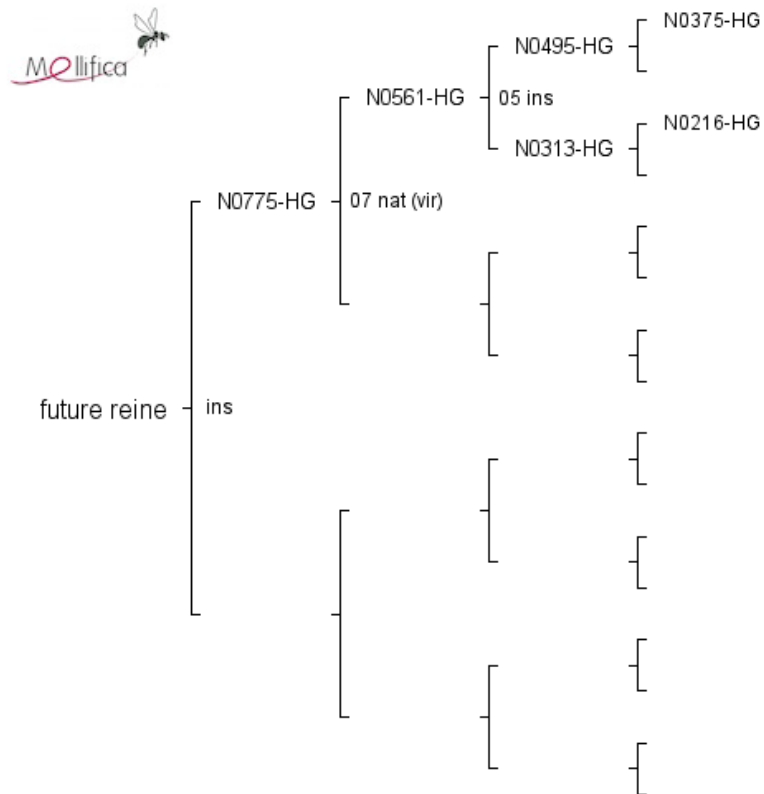 Mellifica
N0375-HG
N0495-HG
N0561-HG
05 ins
N0216-HG
N0313-HG
N0775-HG
07 nat (vir)
future reine
ins